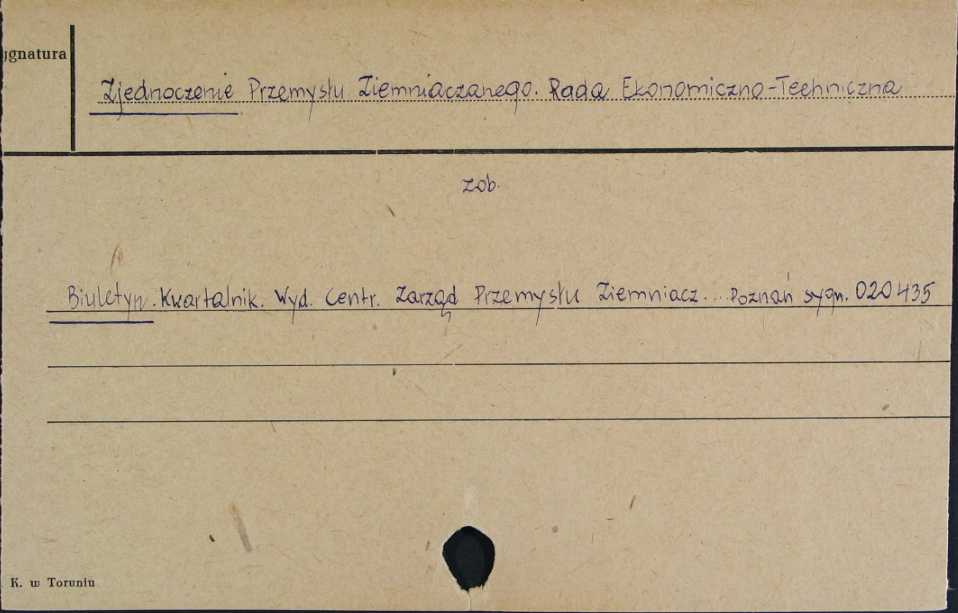 ygnatura
Zjednoczenie Przemysłu Ziemniaczanego. Rada Ekonomiczno-Techniczna
zob.
Biuletyn. Kwartalnik. Wyd. Centr. Zarząd Przemysłu Ziemniacz... Poznań sygn. 020435
K. w Toruniu